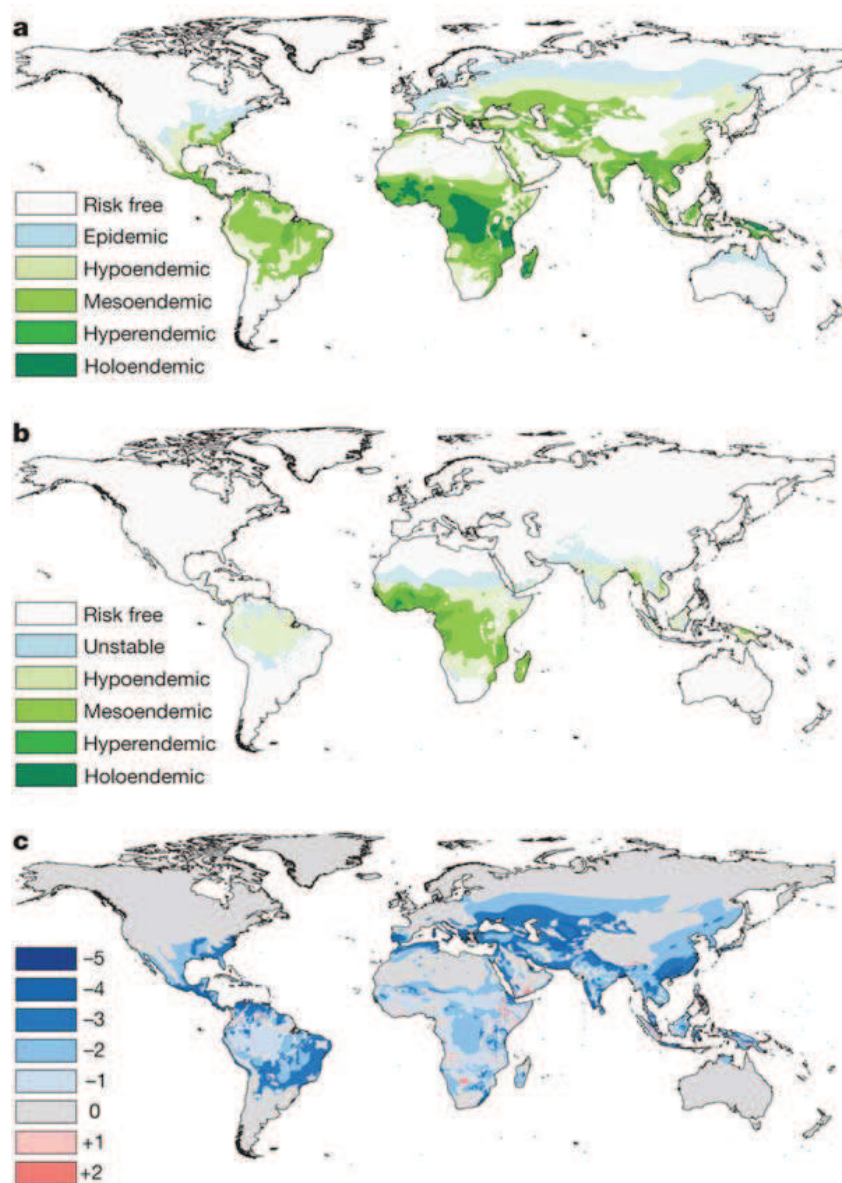 a
Risk free
Epidemic
Hypoendemic
Mesoendemic
Hyperendemic
Holoendemic
b
Risk free
Unstable
Hypoendemic
Mesoendemic
Hyperendemic
Holoendemic
c
−5
−4
−3
−2
−1
0
+1
+2